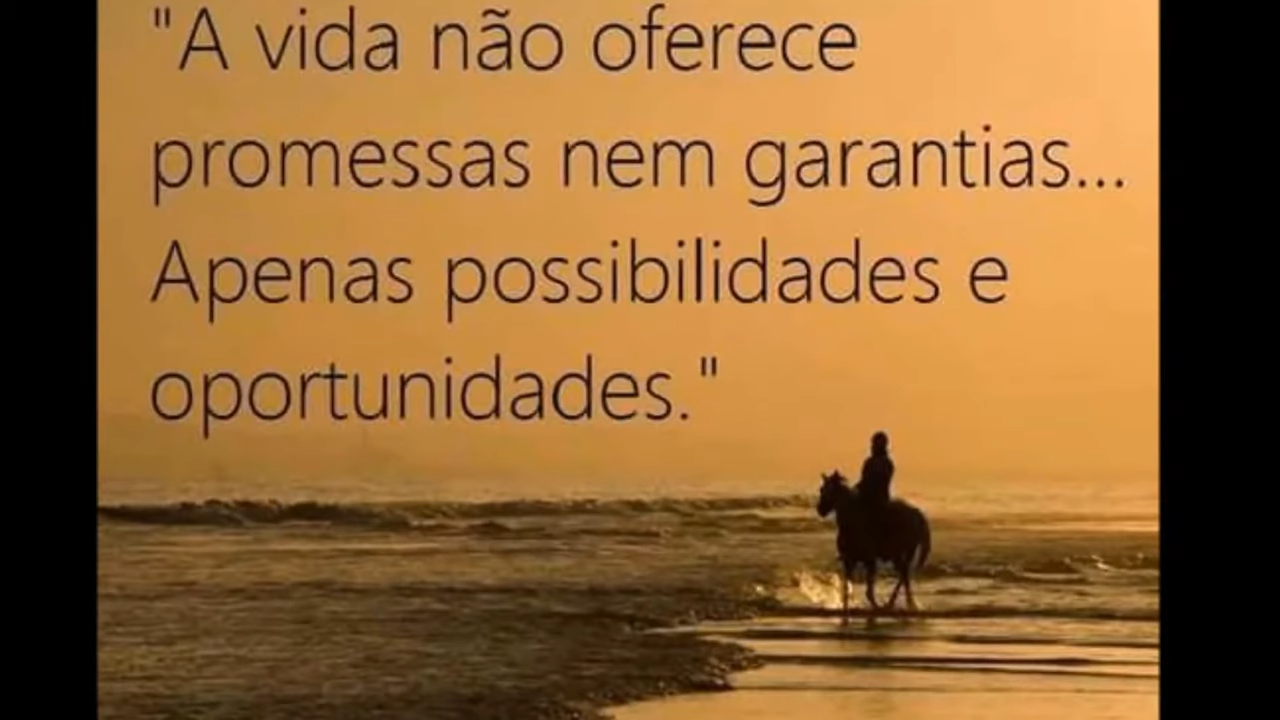 "A vida não oferece
promessas nem garantias...
Apenas possibilidades e
oportunidades."